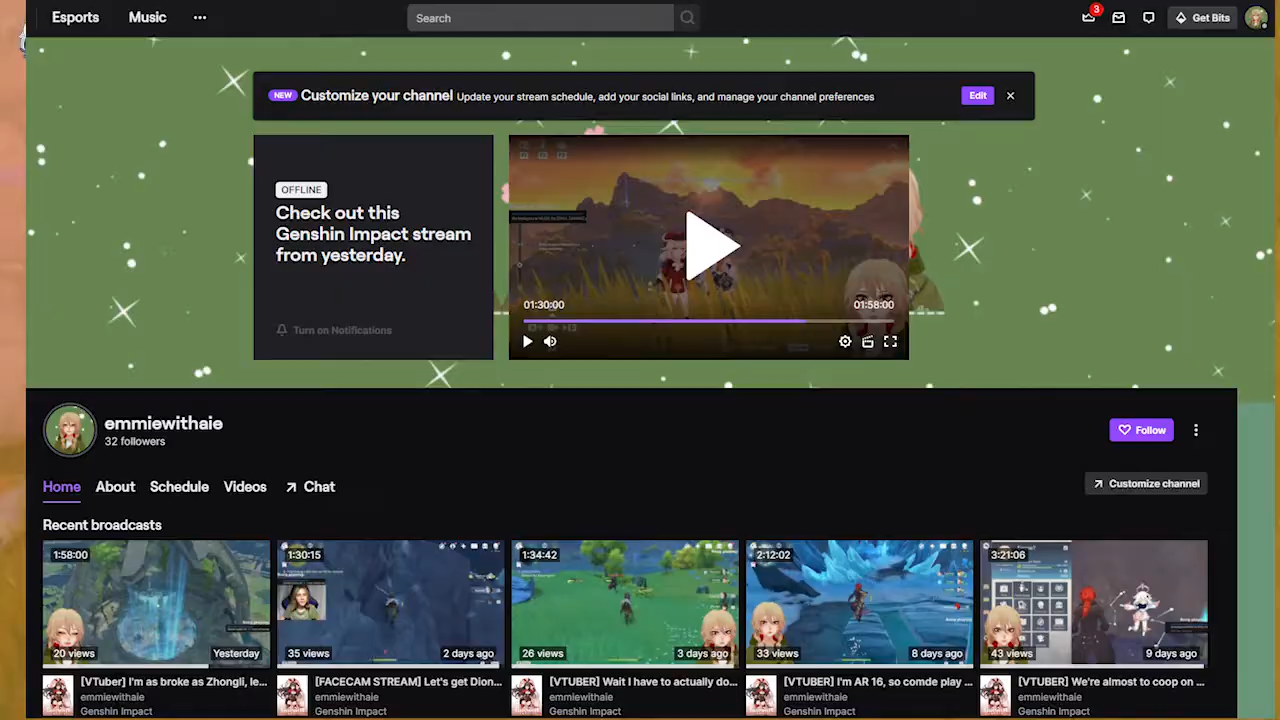 Esports Music ...
Search
3
Get Bits
NEW Customize your channel Update your stream schedule, add your social links, and manage your channel preferences
Edit
OFFLINE
Check out this
Genshin Impact stream
from yesterday.
Turn on Notifications
01:30:00
01:58:00
emmiewithaie
32 followers
Follow
Home About Schedule Videos Chat
Customize channel
Recent broadcasts
1:58:00
20 views
Yesterday
[VTuber] I'm as broke as Zhongli, le...
emmiewithaie
Genshin Impact
1:30:15
35 views
2 days ago
[FACECAM STREAM] Let's get Dion...
emmiewithaie
Genshin Impact
1:34:42
26 views
3 days ago
[VTUBER] Wait I have to actually do...
emmiewithaie
Genshin Impact
2:12:02
33 views
8 days ago
[VTUBER] I'm AR 16, so comde play ...
emmiewithaie
Genshin Impact
3:21:06
43 views
9 days ago
[VTUBER] We're almost to coop on ...
emmiewithaie
Genshin Impact